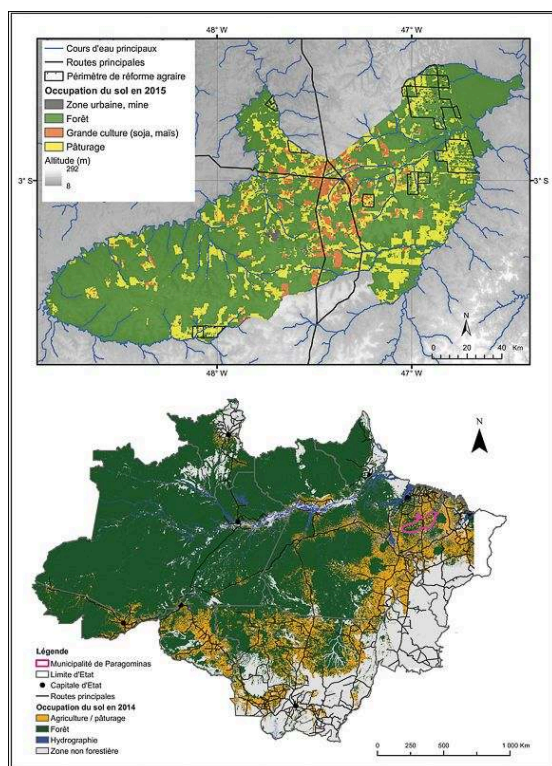 48° W
47° W
Cours d'eau principaux
Routes principales
Périmètre de réforme agraire
Occupation du sol en 2015
Zone urbaine, mine
Forêt
Grande culture (soja, maïs)
Pâturage
Altitude (m)
292
8
3° S
3° S
N
0 20 40
Km
48° W
47° W
N
Légende
Municipalité de Paragominas
Limite d'Etat
Capitale d'Etat
Routes principales
Occupation du sol en 2014
Agriculture / pâturage
Forêt
Hydrographie
Zone non forestière
0 250 500 1 000 Km